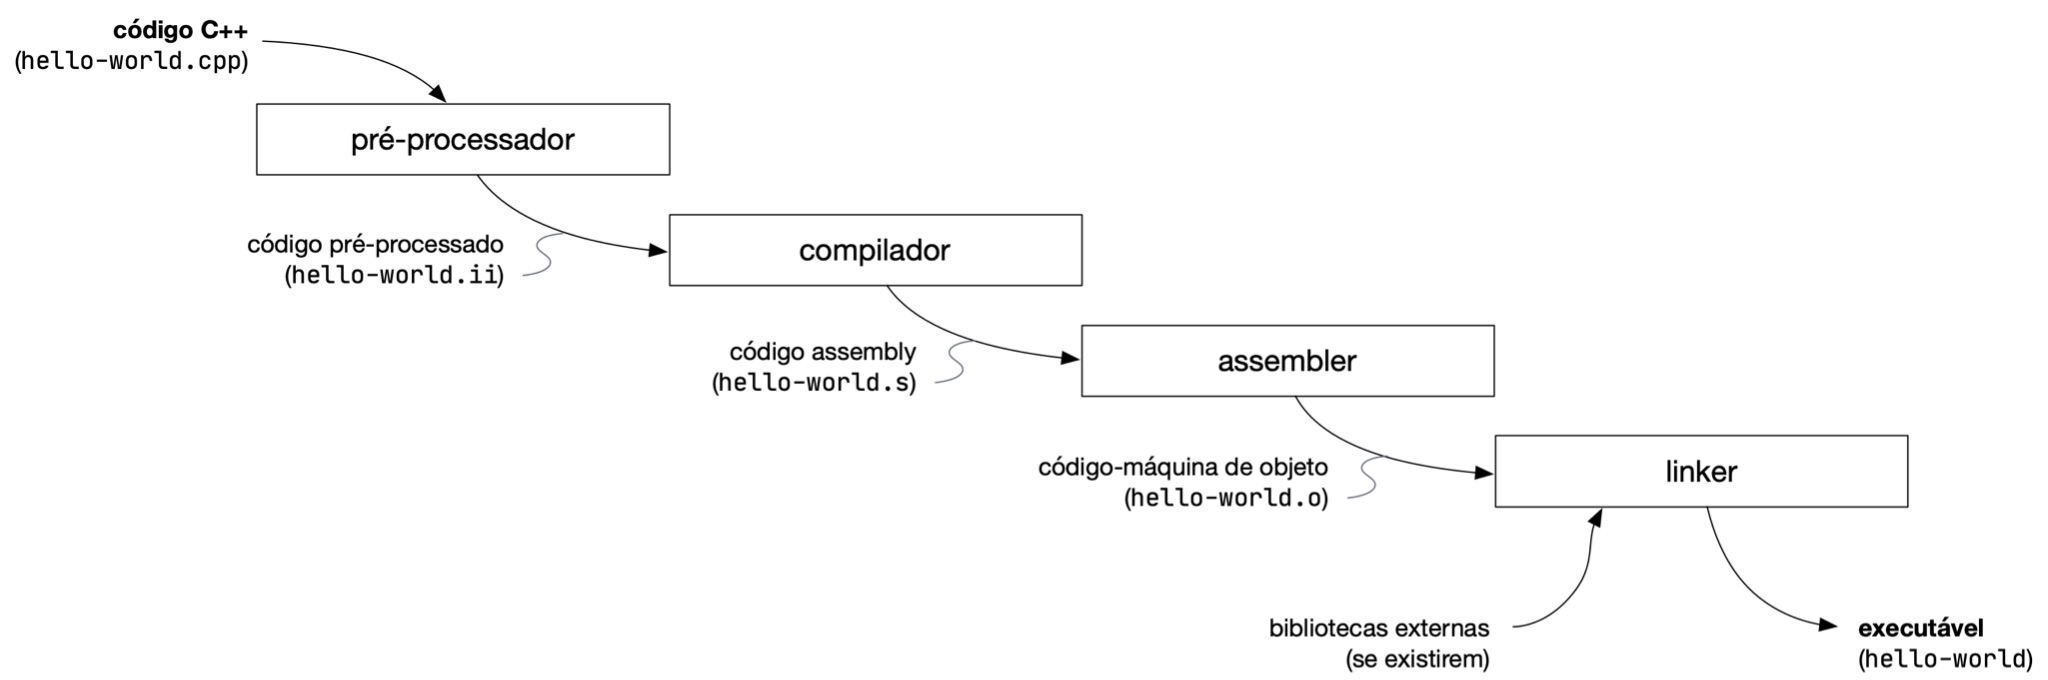 código C++
(hello-world.cpp)
pré-processador
código pré-processado
(hello-world.ii)
compilador
código assembly
(hello-world.s)
assembler
código-máquina de objeto
(hello-world.o)
linker
bibliotecas externas
(se existirem)
executável
(hello-world)